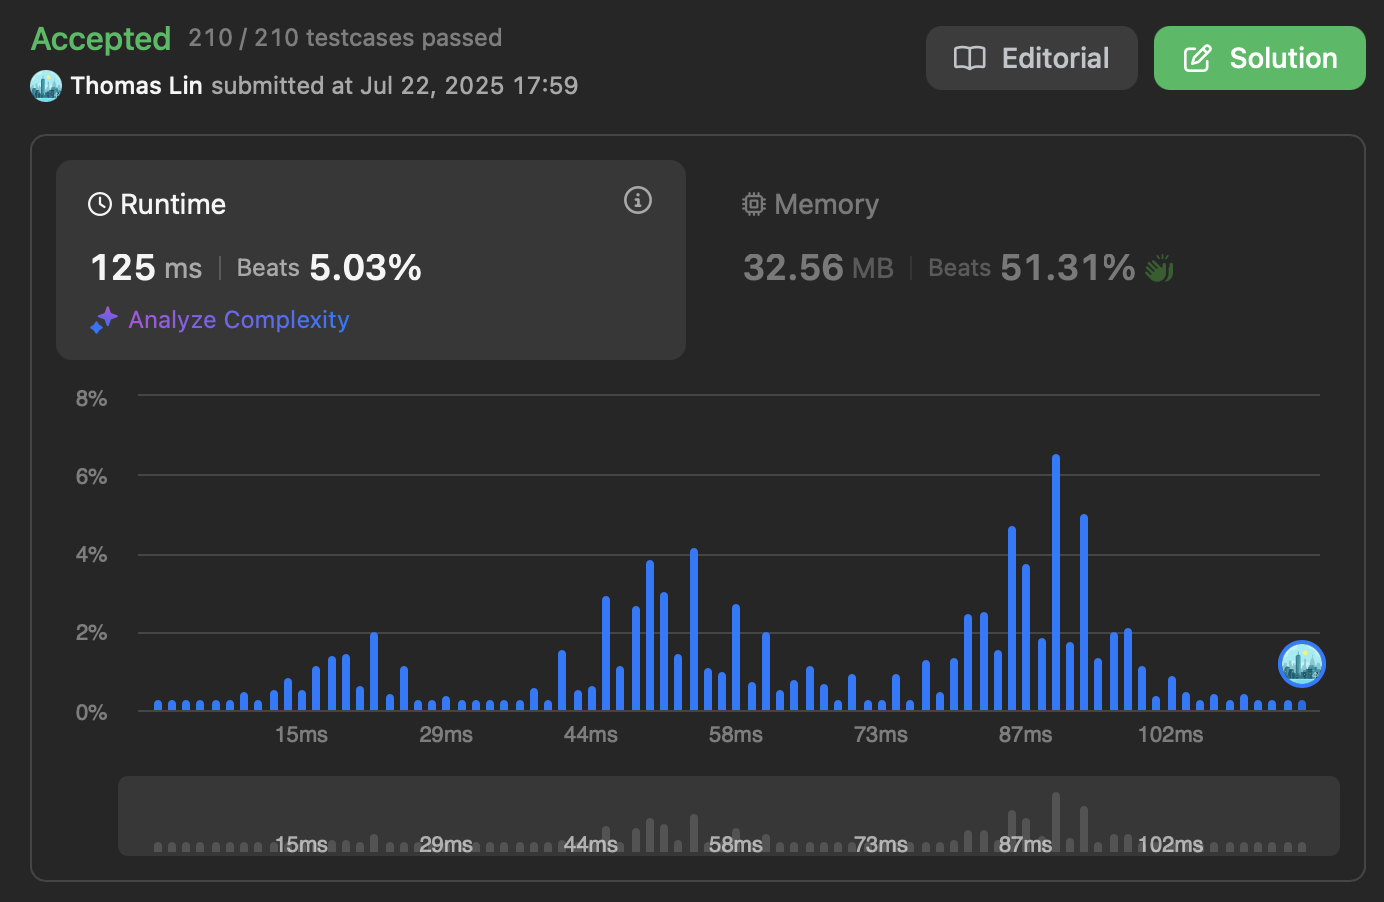 Accepted 210 / 210 testcases passed
Thomas Lin submitted at Jul 22, 2025 17:59
Editorial
Solution
Runtime
125 ms | Beats 5.03%
Analyze Complexity
Memory
32.56 MB | Beats 51.31%
8%
6%
4%
2%
0%
15ms 29ms 44ms 58ms 73ms 87ms 102ms
15ms 29ms 44ms 58ms 73ms 87ms 102ms